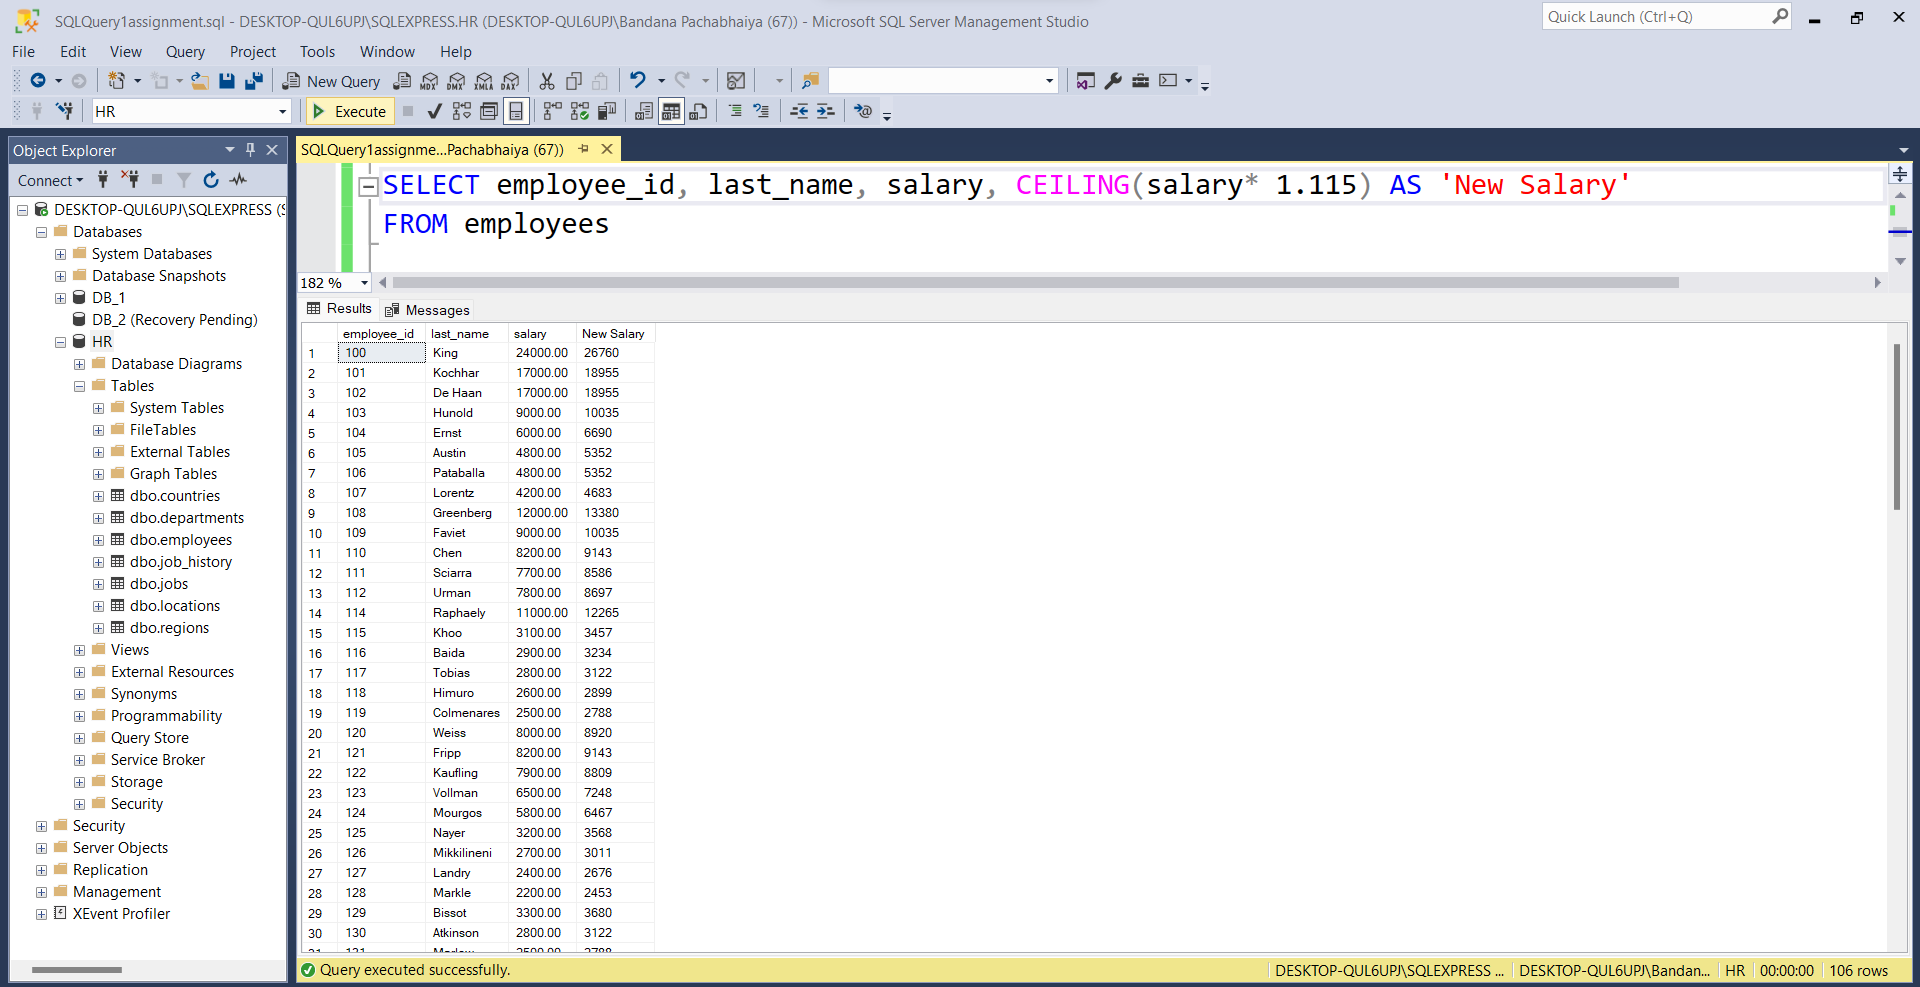 SQLQuery1assignment.sql - DESKTOP-QUL6UPJ\SQLEXPRESS.HR (DESKTOP-QUL6UPJ\Bandana Pachabhaiya (67)) - Microsoft SQL Server Management Studio
Quick Launch (Ctrl+Q)
File Edit View Query Project Tools Window Help
New Query MDX DMX XMLA DAX
HR Execute
Object Explorer
Connect
DESKTOP-QUL6UPJ\SQLEXPRESS (S
Databases
System Databases
Database Snapshots
DB_1
DB_2 (Recovery Pending)
HR
Database Diagrams
Tables
System Tables
FileTables
External Tables
Graph Tables
dbo.countries
dbo.departments
dbo.employees
dbo.job_history
dbo.jobs
dbo.locations
dbo.regions
Views
External Resources
Synonyms
Programmability
Query Store
Service Broker
Storage
Security
Security
Server Objects
Replication
Management
XEvent Profiler
SQLQuery1assignme...Pachabhaiya (67))
SELECT employee_id, last_name, salary, CEILING(salary* 1.115) AS 'New Salary'
FROM employees
182 %
Results Messages
employee_id last_name salary New Salary
1 100 King 24000.00 26760
2 101 Kochhar 17000.00 18955
3 102 De Haan 17000.00 18955
4 103 Hunold 9000.00 10035
5 104 Ernst 6000.00 6690
6 105 Austin 4800.00 5352
7 106 Pataballa 4800.00 5352
8 107 Lorentz 4200.00 4683
9 108 Greenberg 12000.00 13380
10 109 Faviet 9000.00 10035
11 110 Chen 8200.00 9143
12 111 Sciarra 7700.00 8586
13 112 Urman 7800.00 8697
14 114 Raphaely 11000.00 12265
15 115 Khoo 3100.00 3457
16 116 Baida 2900.00 3234
17 117 Tobias 2800.00 3122
18 118 Himuro 2600.00 2899
19 119 Colmenares 2500.00 2788
20 120 Weiss 8000.00 8920
21 121 Fripp 8200.00 9143
22 122 Kaufling 7900.00 8809
23 123 Vollman 6500.00 7248
24 124 Mourgos 5800.00 6467
25 125 Nayer 3200.00 3568
26 126 Mikkilineni 2700.00 3011
27 127 Landry 2400.00 2676
28 128 Markle 2200.00 2453
29 129 Bissot 3300.00 3680
30 130 Atkinson 2800.00 3122
Query executed successfully.
DESKTOP-QUL6UPJ\SQLEXPRESS ... DESKTOP-QUL6UPJ\Bandan... HR 00:00:00 106 rows